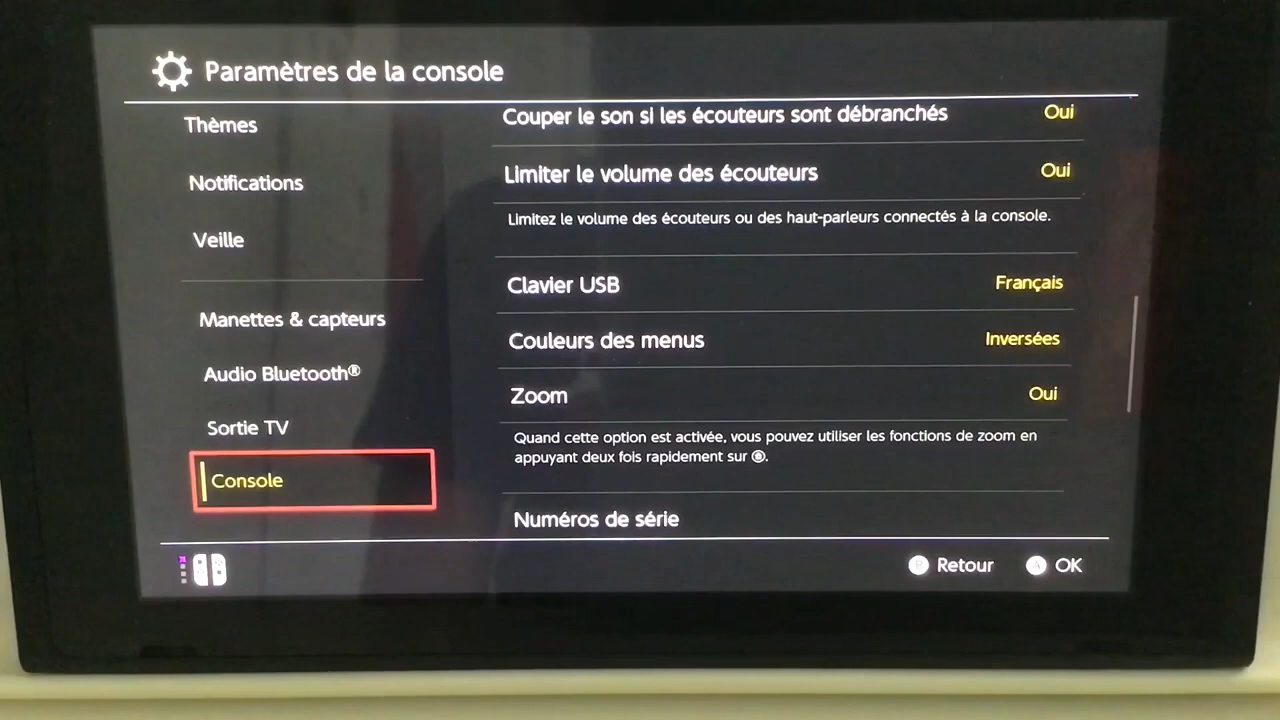 Paramètres de la console
Thèmes
Notifications
Veille
Manettes & capteurs
Audio Bluetooth®
Sortie TV
Console
Couper le son si les écouteurs sont débranchés Oui
Limiter le volume des écouteurs Oui
Limitez le volume des écouteurs ou des haut-parleurs connectés à la console.
Clavier USB Français
Couleurs des menus Inversées
Zoom Oui
Quand cette option est activée, vous pouvez utiliser les fonctions de zoom en
appuyant deux fois rapidement sur .
Numéros de série
B Retour A OK